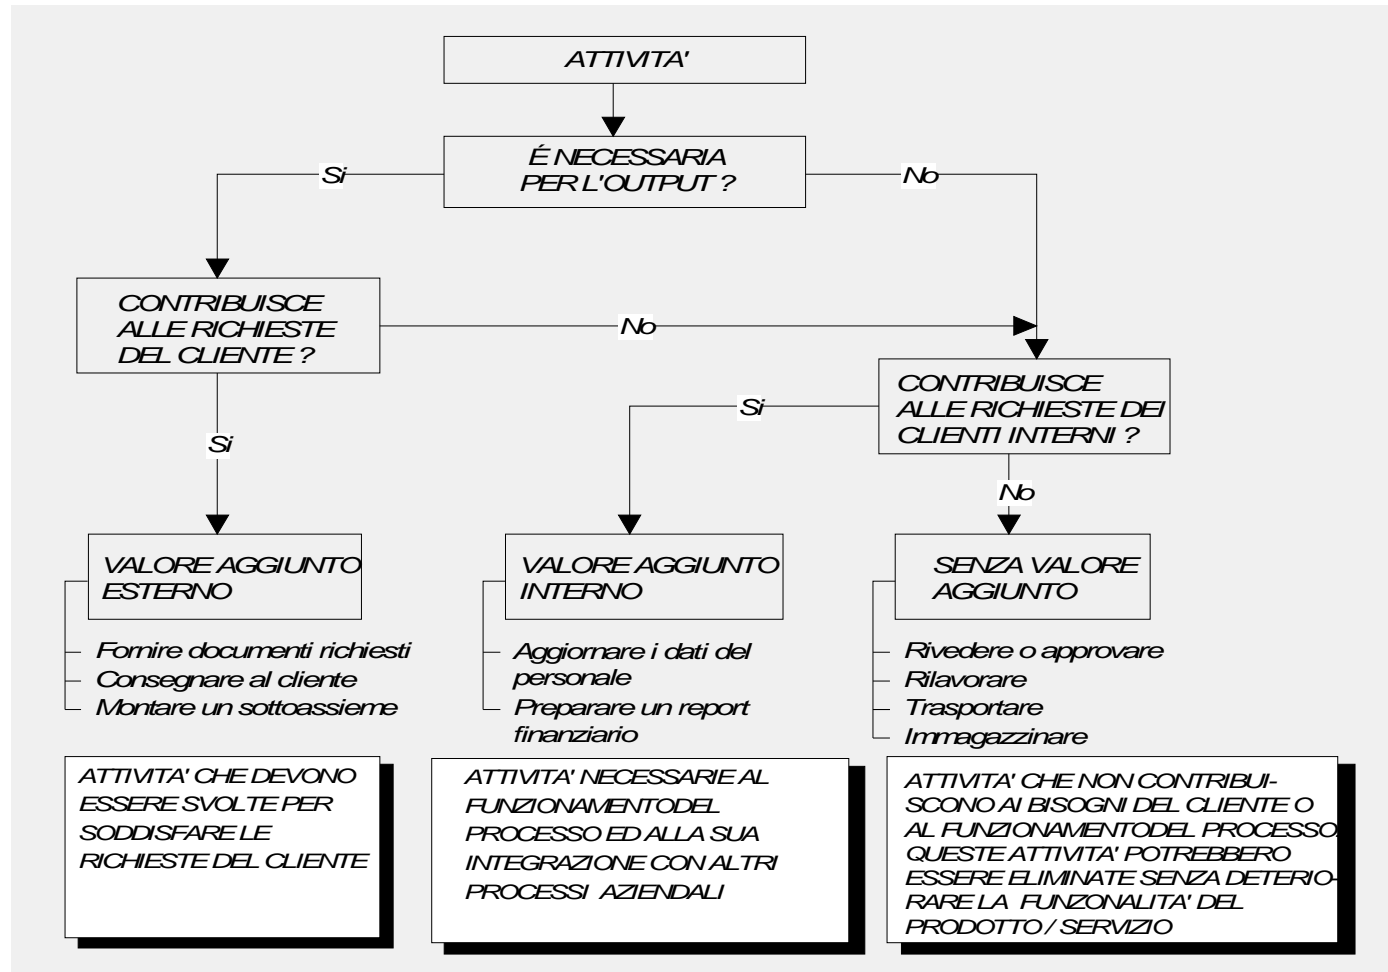 ATTIVITA'
É NECESSARIA
PER L'OUTPUT ?
Si
No
CONTRIBUISCE
ALLE RICHIESTE
DEL CLIENTE ?
No
CONTRIBUISCE
ALLE RICHIESTE DEI
CLIENTI INTERNI ?
Si
Si
No
VALORE AGGIUNTO
ESTERNO
Fornire documenti richiesti
Consegnare al cliente
Montare un sottoassieme
VALORE AGGIUNTO
INTERNO
Aggiornare i dati del
personale
Preparare un report
finanziario
SENZA VALORE
AGGIUNTO
Rivedere o approvare
Rilavorare
Trasportare
Immagazzinare
ATTIVITA' CHE DEVONO
ESSERE SVOLTE PER
SODDISFARE LE
RICHIESTE DEL CLIENTE
ATTIVITA' NECESSARIE AL
FUNZIONAMENTO DEL
PROCESSO ED ALLA SUA
INTEGRAZIONE CON ALTRI
PROCESSI AZIENDALI
ATTIVITA' CHE NON CONTRIBUI-
SCONO AI BISOGNI DEL CLIENTE O
AL FUNZIONAMENTO DEL PROCESSO.
QUESTE ATTIVITA' POTREBBERO
ESSERE ELIMINATE SENZA DETERIO-
RARE LA FUNZONALITA' DEL
PRODOTTO / SERVIZIO